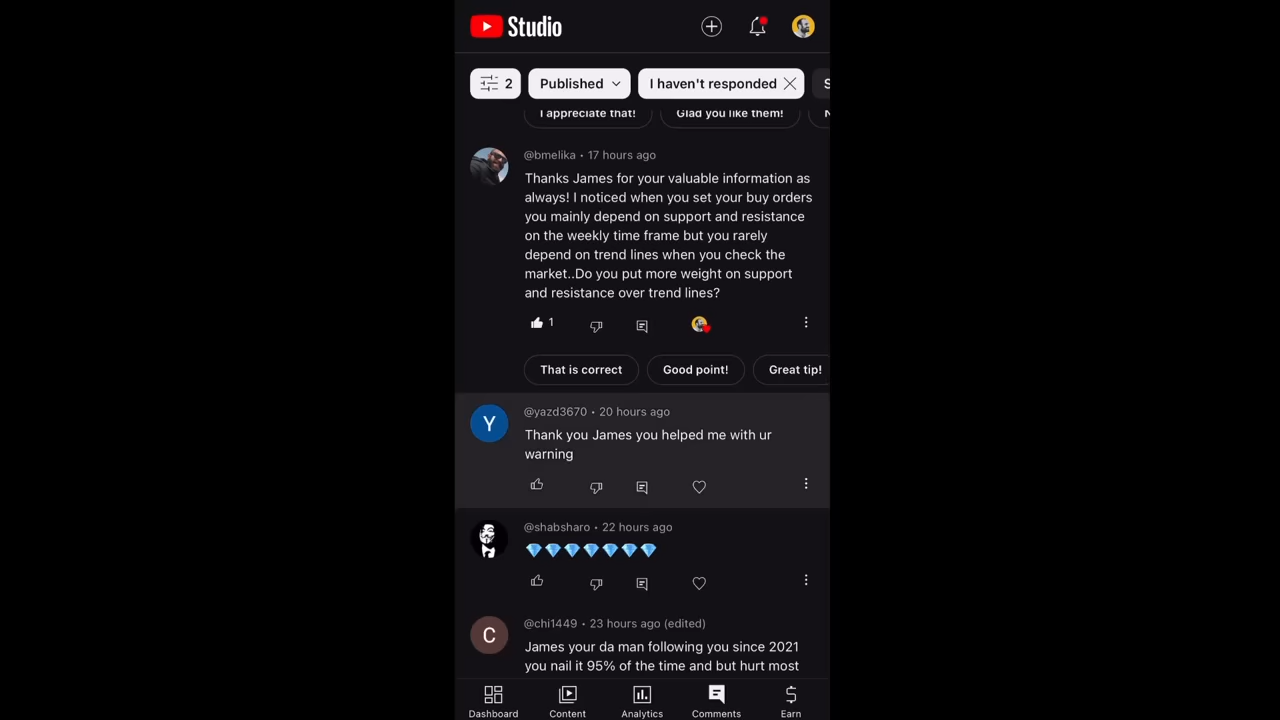 Studio
2
Published
I haven't responded
S
I appreciate that!
Glad you like them!
N
@bmelika • 17 hours ago
Thanks James for your valuable information as
always! I noticed when you set your buy orders
you mainly depend on support and resistance
on the weekly time frame but you rarely
depend on trend lines when you check the
market..Do you put more weight on support
and resistance over trend lines?
1
That is correct
Good point!
Great tip!
Y
@yazd3670 • 20 hours ago
Thank you James you helped me with ur
warning
@shabsharo • 22 hours ago
💎💎💎💎💎💎💎
C
@chi1449 • 23 hours ago (edited)
James your da man following you since 2021
you nail it 95% of the time and but hurt most
Dashboard
Content
Analytics
Comments
Earn